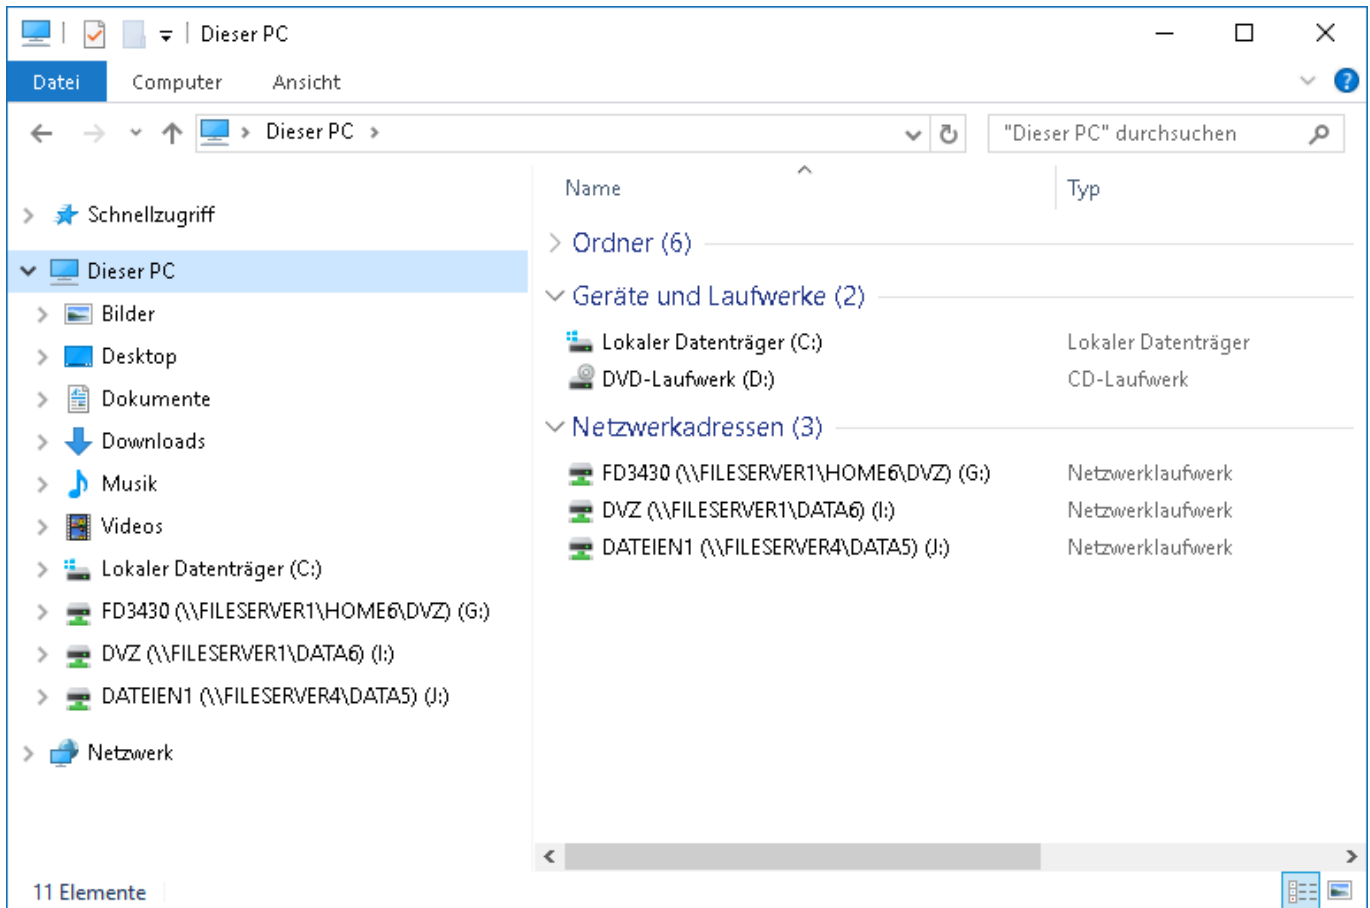 Dieser PC
Datei Computer Ansicht
Dieser PC "Dieser PC" durchsuchen
Name Typ
Schnellzugriff
Dieser PC
Bilder
Desktop
Dokumente
Downloads
Musik
Videos
Lokaler Datenträger (C:)
FD3430 (\\FILESERVER1\HOME6\DVZ) (G:)
DVZ (\\FILESERVER1\DATA6) (I:)
DATEIEN1 (\\FILESERVER4\DATA5) (J:)
Netzwerk
Ordner (6)
Geräte und Laufwerke (2)
Lokaler Datenträger (C:) Lokaler Datenträger
DVD-Laufwerk (D:) CD-Laufwerk
Netzwerkadressen (3)
FD3430 (\\FILESERVER1\HOME6\DVZ) (G:) Netzwerklaufwerk
DVZ (\\FILESERVER1\DATA6) (I:) Netzwerklaufwerk
DATEIEN1 (\\FILESERVER4\DATA5) (J:) Netzwerklaufwerk
11 Elemente